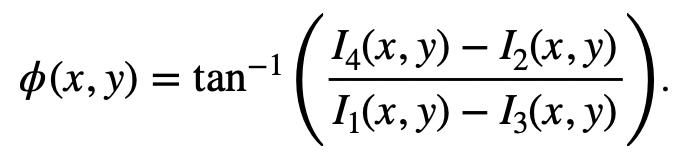 ϕ(x, y) = tan⁻¹ ( (I₄(x, y) − I₂(x, y)) / (I₁(x, y) − I₃(x, y)) ).